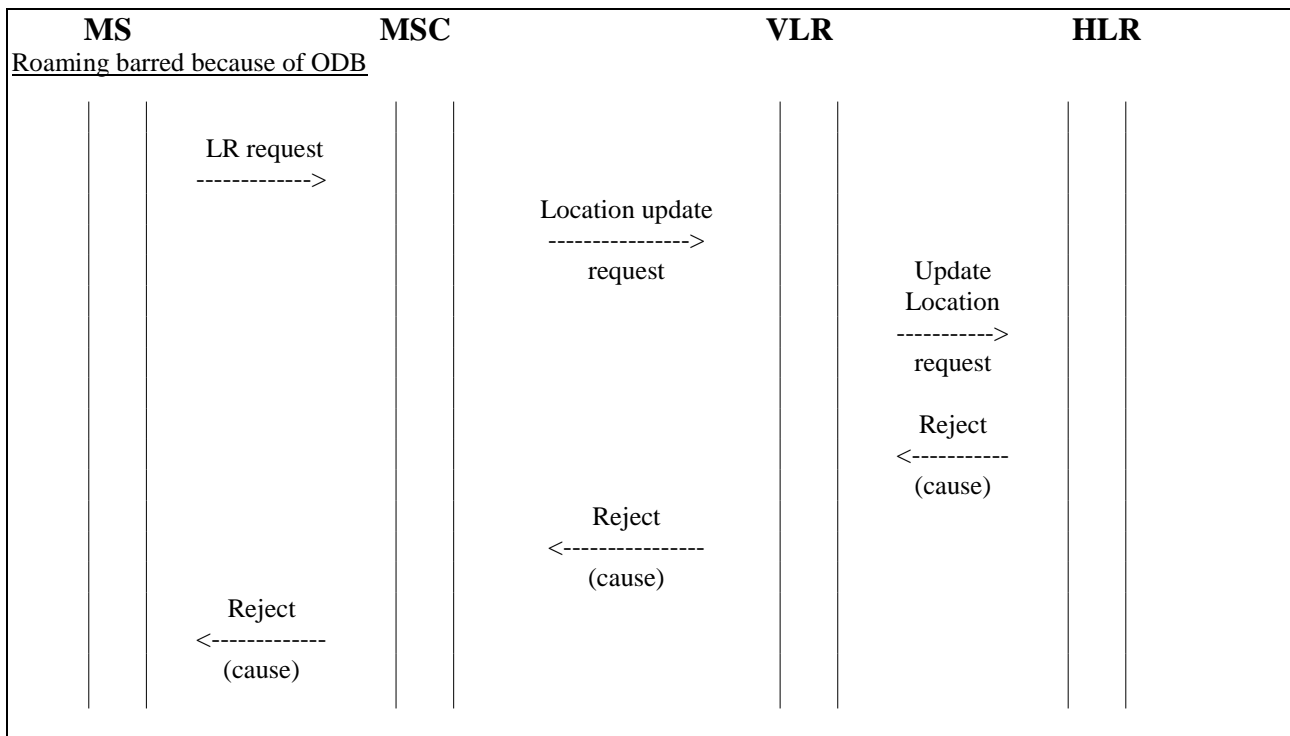 MS MSC VLR HLR
Roaming barred because of ODB
LR request
------------->
Location update
---------------->
request
Update
Location
----------->
request
Reject
<-----------
(cause)
Reject
<----------------
(cause)
Reject
<-------------
(cause)